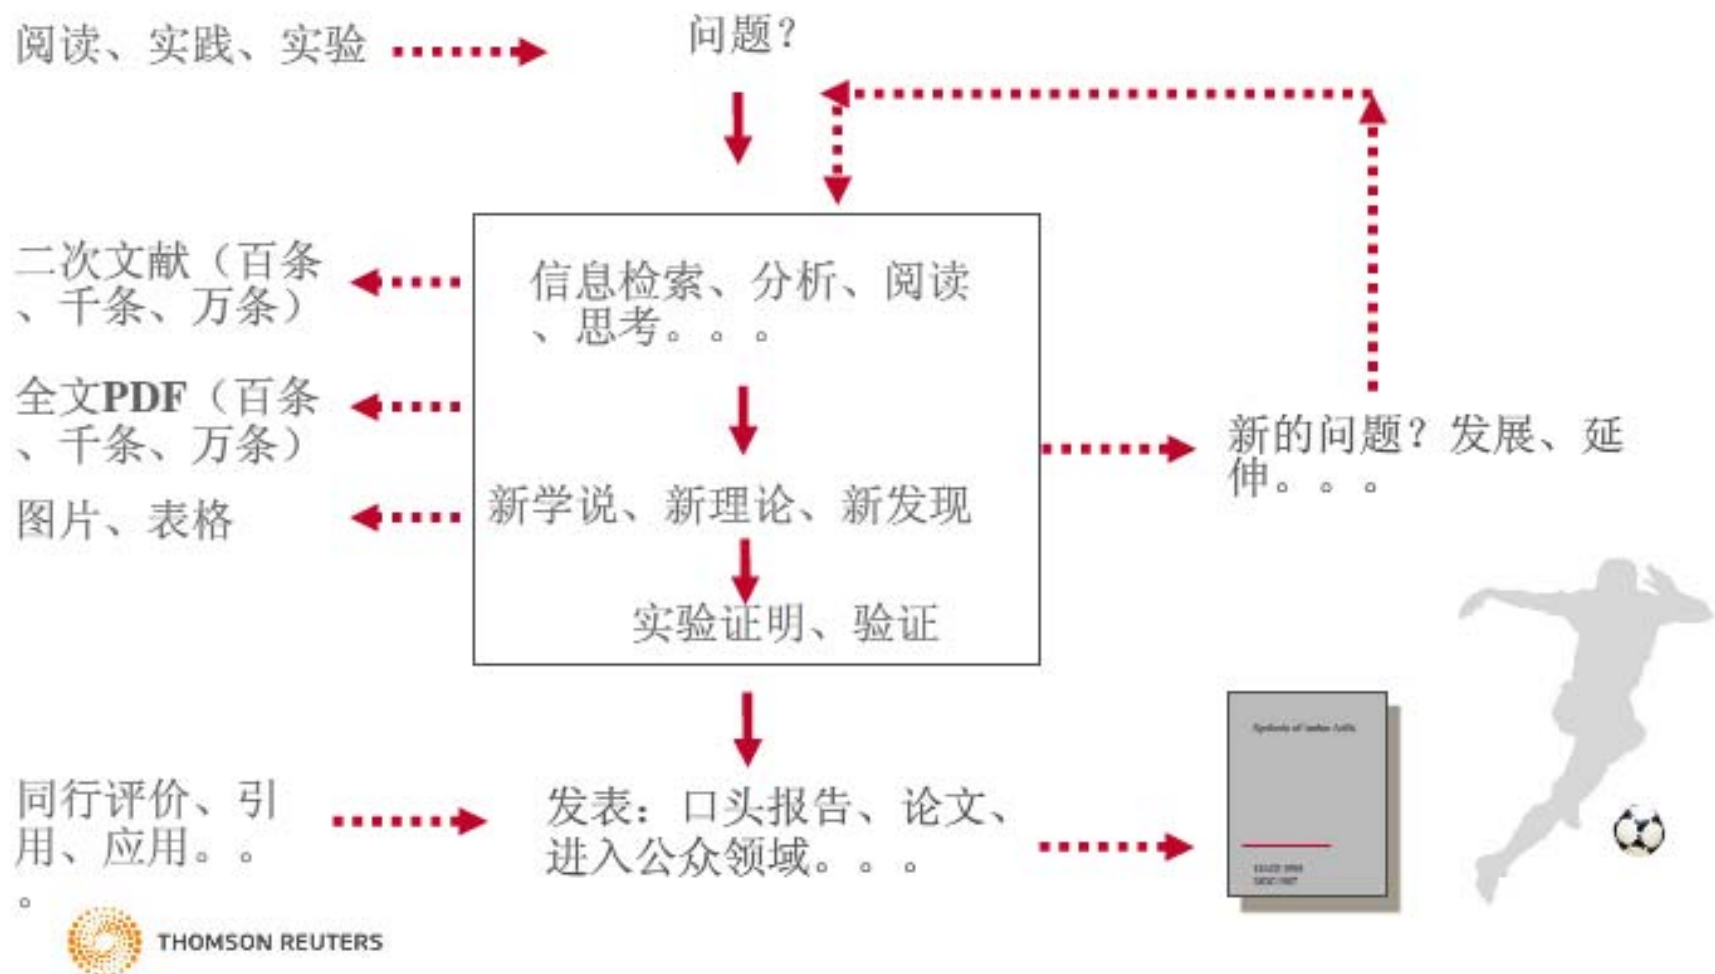 阅读、实践、实验
问题？
二次文献（百条
、千条、万条）
信息检索、分析、阅读
、思考。。。
全文PDF（百条
、千条、万条）
新的问题？发展、延
伸。。。
图片、表格
新学说、新理论、新发现
实验证明、验证
同行评价、引
用、应用。。
。
发表：口头报告、论文、
进入公众领域。。。
THOMSON REUTERS